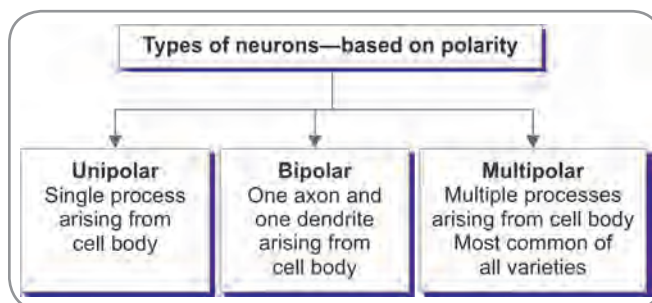 Types of neurons—based on polarity
Unipolar
Single process
arising from
cell body
Bipolar
One axon and
one dendrite
arising from
cell body
Multipolar
Multiple processes
arising from cell body
Most common of
all varieties